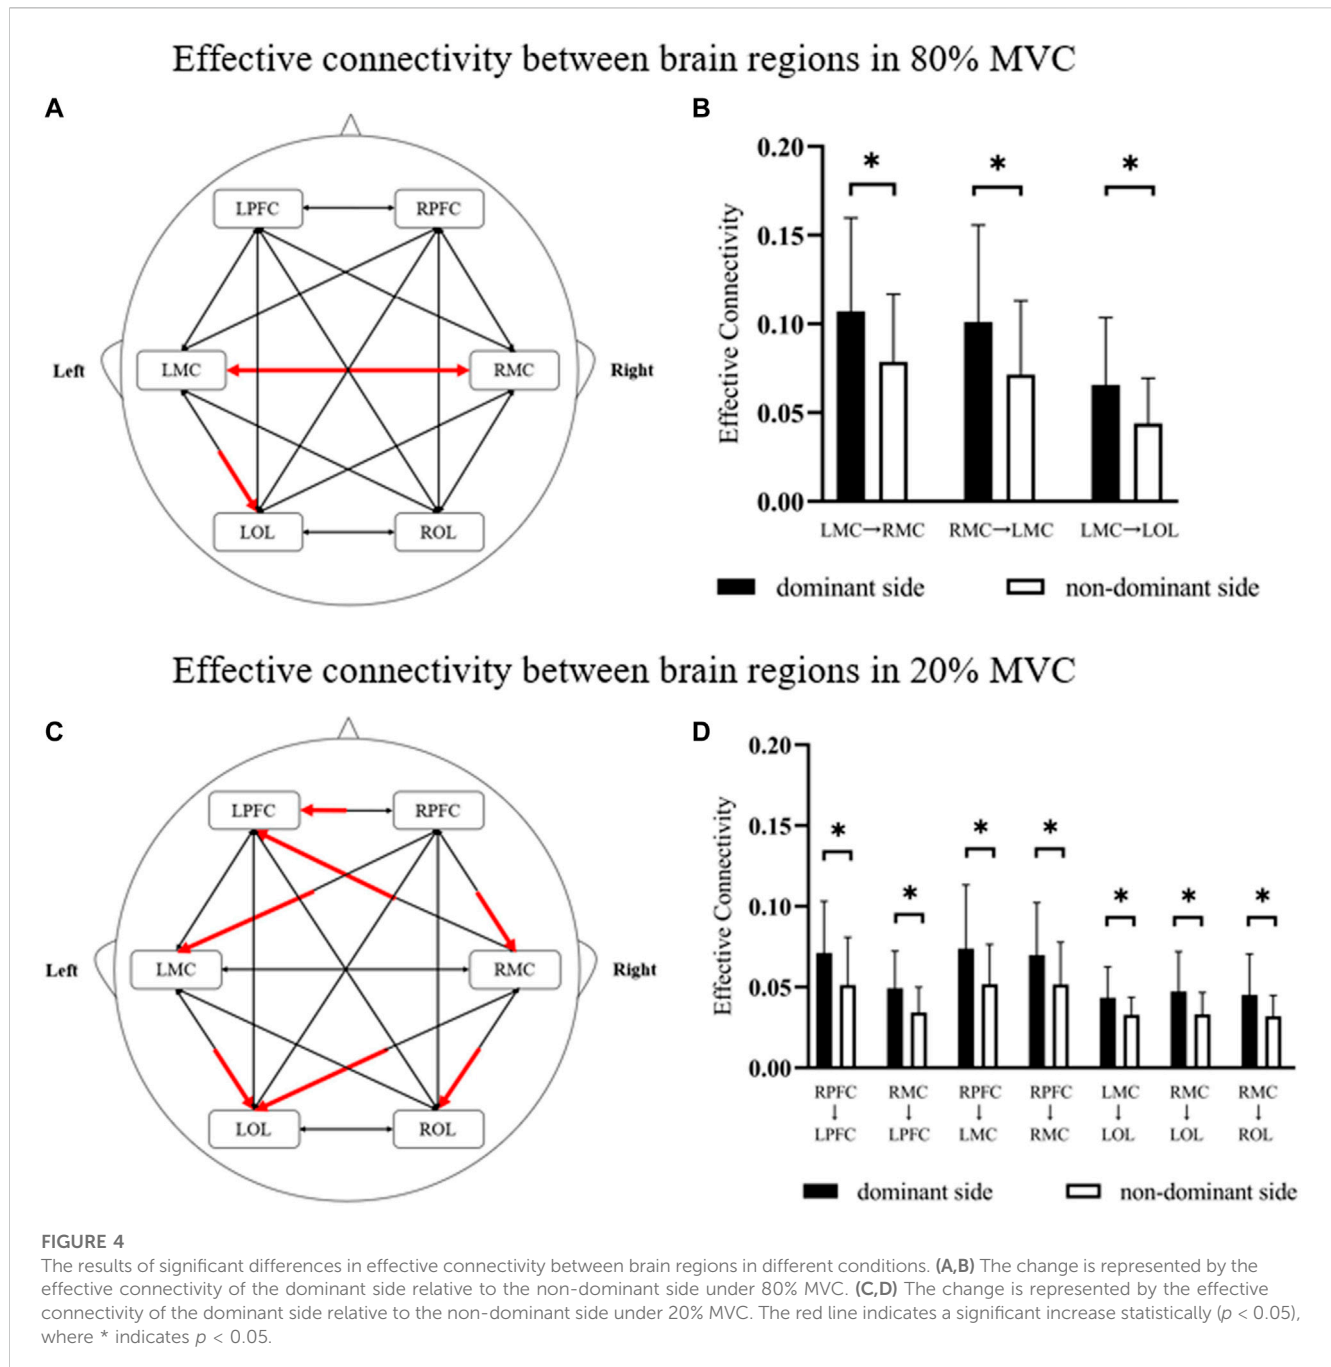 Effective connectivity between brain regions in 80% MVC
A
LPFC
RPFC
Left
LMC
RMC
Right
LOL
ROL
B
Effective Connectivity
0.20
0.15
0.10
0.05
0.00
*
*
*
LMC→RMC
RMC→LMC
LMC→LOL
dominant side
non-dominant side
Effective connectivity between brain regions in 20% MVC
C
LPFC
RPFC
Left
LMC
RMC
Right
LOL
ROL
D
Effective Connectivity
0.20
0.15
0.10
0.05
0.00
*
*
*
*
*
*
*
RPFC RMC RPFC RPFC LMC RMC RMC
↓ ↓ ↓ ↓ ↓ ↓ ↓
LPFC LPFC LMC RMC LOL LOL ROL
dominant side
non-dominant side
FIGURE 4
The results of significant differences in effective connectivity between brain regions in different conditions. (A,B) The change is represented by the
effective connectivity of the dominant side relative to the non-dominant side under 80% MVC. (C,D) The change is represented by the effective
connectivity of the dominant side relative to the non-dominant side under 20% MVC. The red line indicates a significant increase statistically (p < 0.05),
where * indicates p < 0.05.